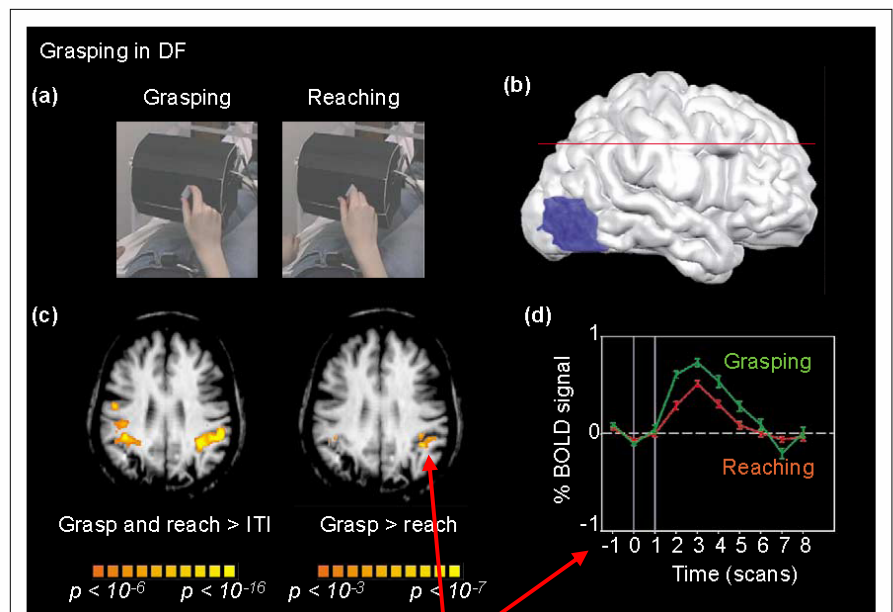 Grasping in DF
(a)
Grasping
Reaching
(b)
(c)
Grasp and reach > ITI
Grasp > reach
p < 10-6
p < 10-16
p < 10-3
p < 10-7
(d)
% BOLD signal
1
0
-1
Grasping
Reaching
-1 0 1 2 3 4 5 6 7 8
Time (scans)